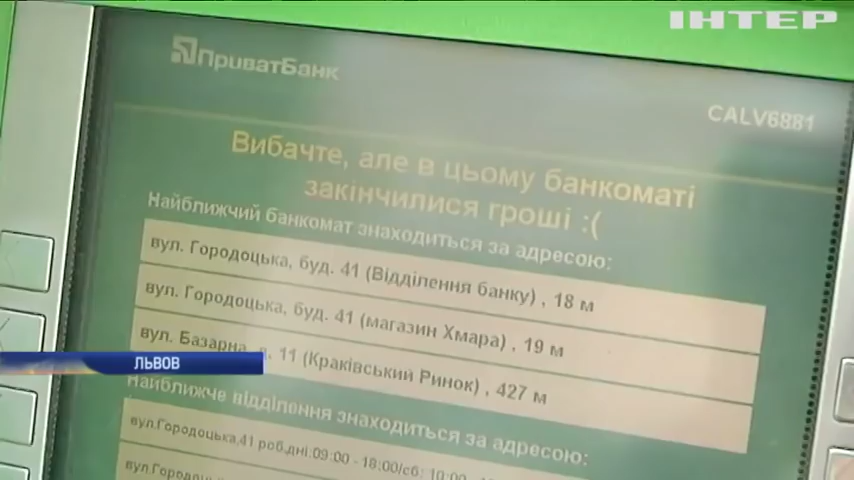 ІНТЕР
ПриватБанк
CALV6881
Вибачте, але в цьому банкоматі
закінчилися гроші :(
Найближчий банкомат знаходиться за адресою:
вул. Городоцька, буд. 41 (Відділення банку) , 18 м
вул. Городоцька, буд. 41 (магазин Хмара) , 19 м
вул. Базарна, д. 11 (Краківський Ринок) , 427 м
ЛЬВОВ
Найближче відділення знаходиться за адресою:
вул.Городоцька,41 роб.дні:09:00 - 18:00/сб: 10:00